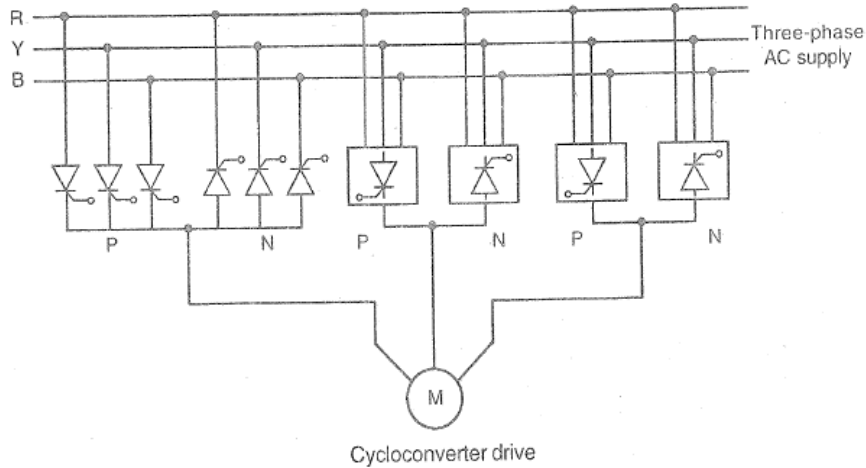 R
Y
B
Three-phase
AC supply
P
N
P
N
P
N
M
Cycloconverter drive